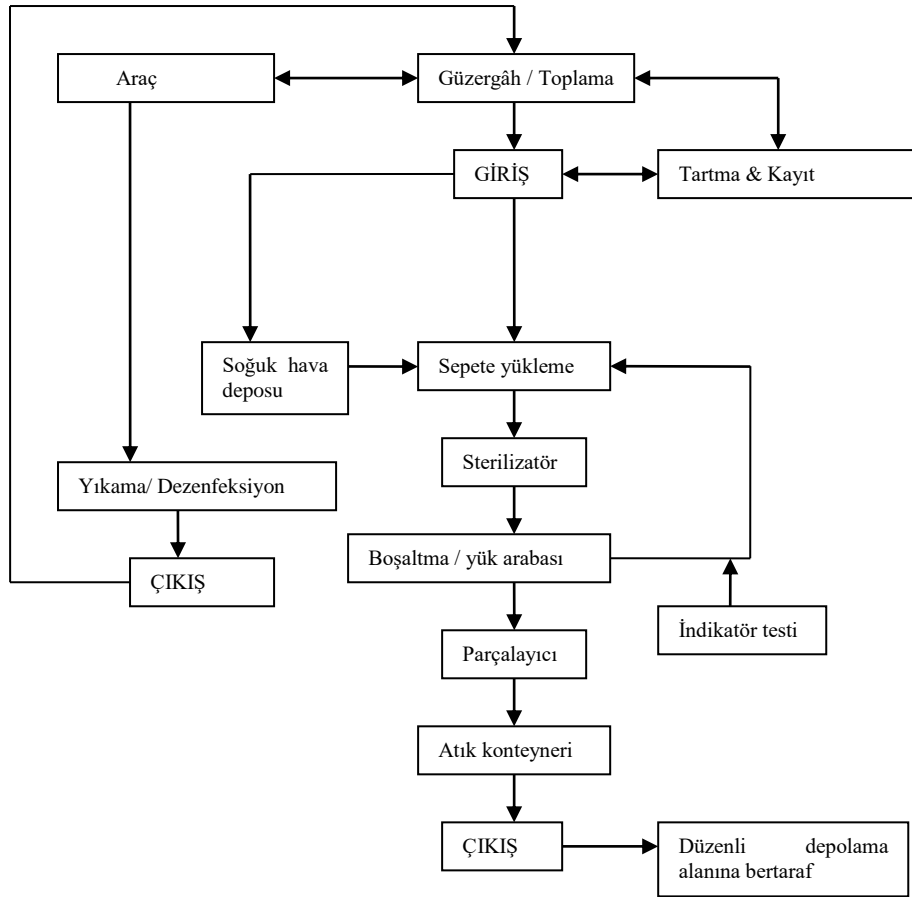 Araç
Güzergâh / Toplama
GİRİŞ
Tartma & Kayıt
Soğuk hava
deposu
Sepete yükleme
Sterilizatör
Yıkama/ Dezenfeksiyon
Boşaltma / yük arabası
ÇIKIŞ
İndikatör testi
Parçalayıcı
Atık konteyneri
ÇIKIŞ
Düzenli depolama
alanına bertaraf